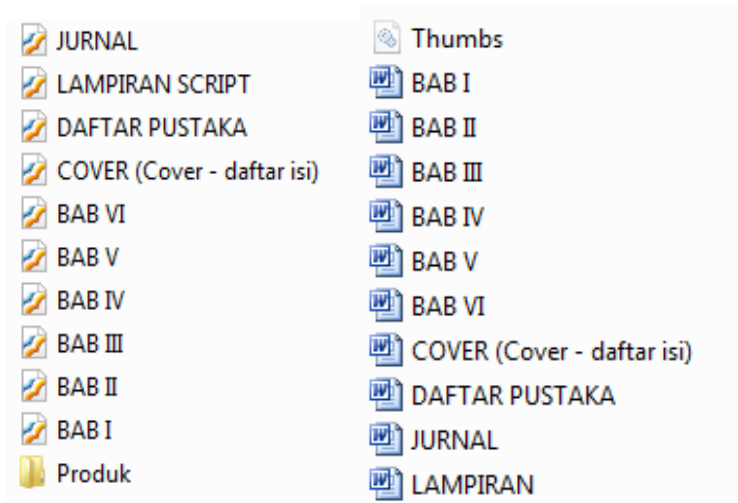 JURNAL
LAMPIRAN SCRIPT
DAFTAR PUSTAKA
COVER (Cover - daftar isi)
BAB VI
BAB V
BAB IV
BAB III
BAB II
BAB I
Produk
Thumbs
BAB I
BAB II
BAB III
BAB IV
BAB V
BAB VI
COVER (Cover - daftar isi)
DAFTAR PUSTAKA
JURNAL
LAMPIRAN